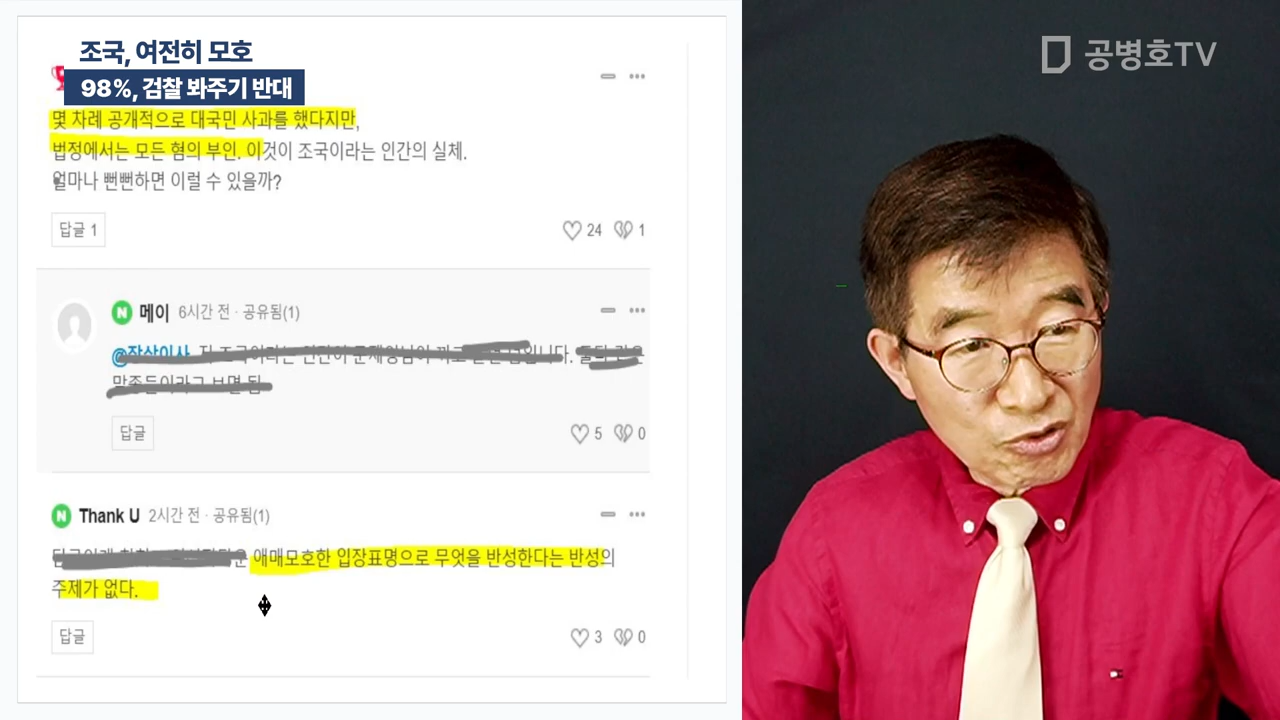 조국, 여전히 모호
98%, 검찰 봐주기 반대
공병호TV
몇 차례 공개적으로 대국민 사과를 했다지만,
법정에서는 모든 혐의 부인. 이것이 조국이라는 인간의 실체.
얼마나 뻔뻔하면 이럴 수 있을까?
답글 1
24 1
N 메이 6시간 전 · 공유됨(1)
답글
5 0
N Thank U 2시간 전 · 공유됨(1)
애매모호한 입장표명으로 무엇을 반성한다는 반성의
주제가 없다.
답글
3 0